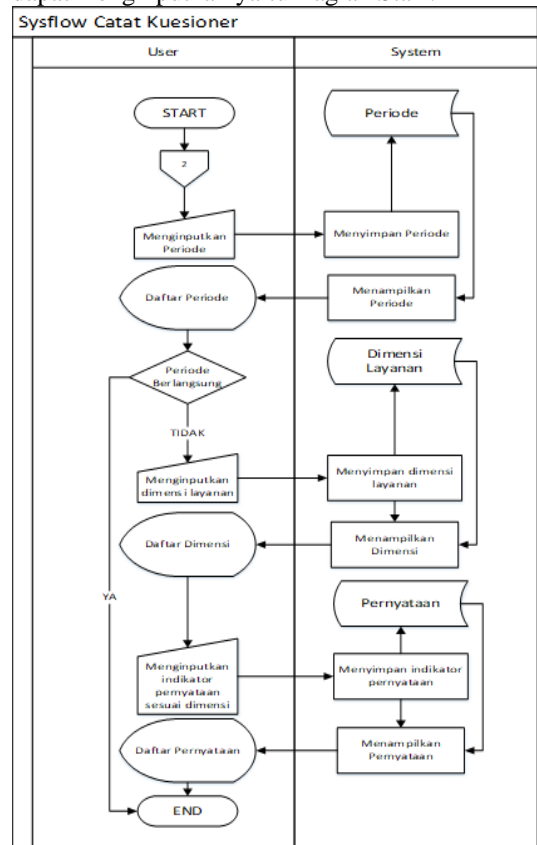 Sysflow Catat Kuesioner
User
System
START
Periode
2
Menginputkan
Periode
Menyimpan Periode
Daftar Periode
Menampilkan
Periode
Periode
Berlangsung
Dimensi
Layanan
TIDAK
Menginputkan
dimensi layanan
Menyimpan dimensi
layanan
Daftar Dimensi
Menampilkan
Dimensi
YA
Pernyataan
Menginputkan
indikator
pernyataan
sesuai dimensi
Menyimpan indikator
pernyataan
Daftar Pernyataan
Menampilkan
Pernyataan
END